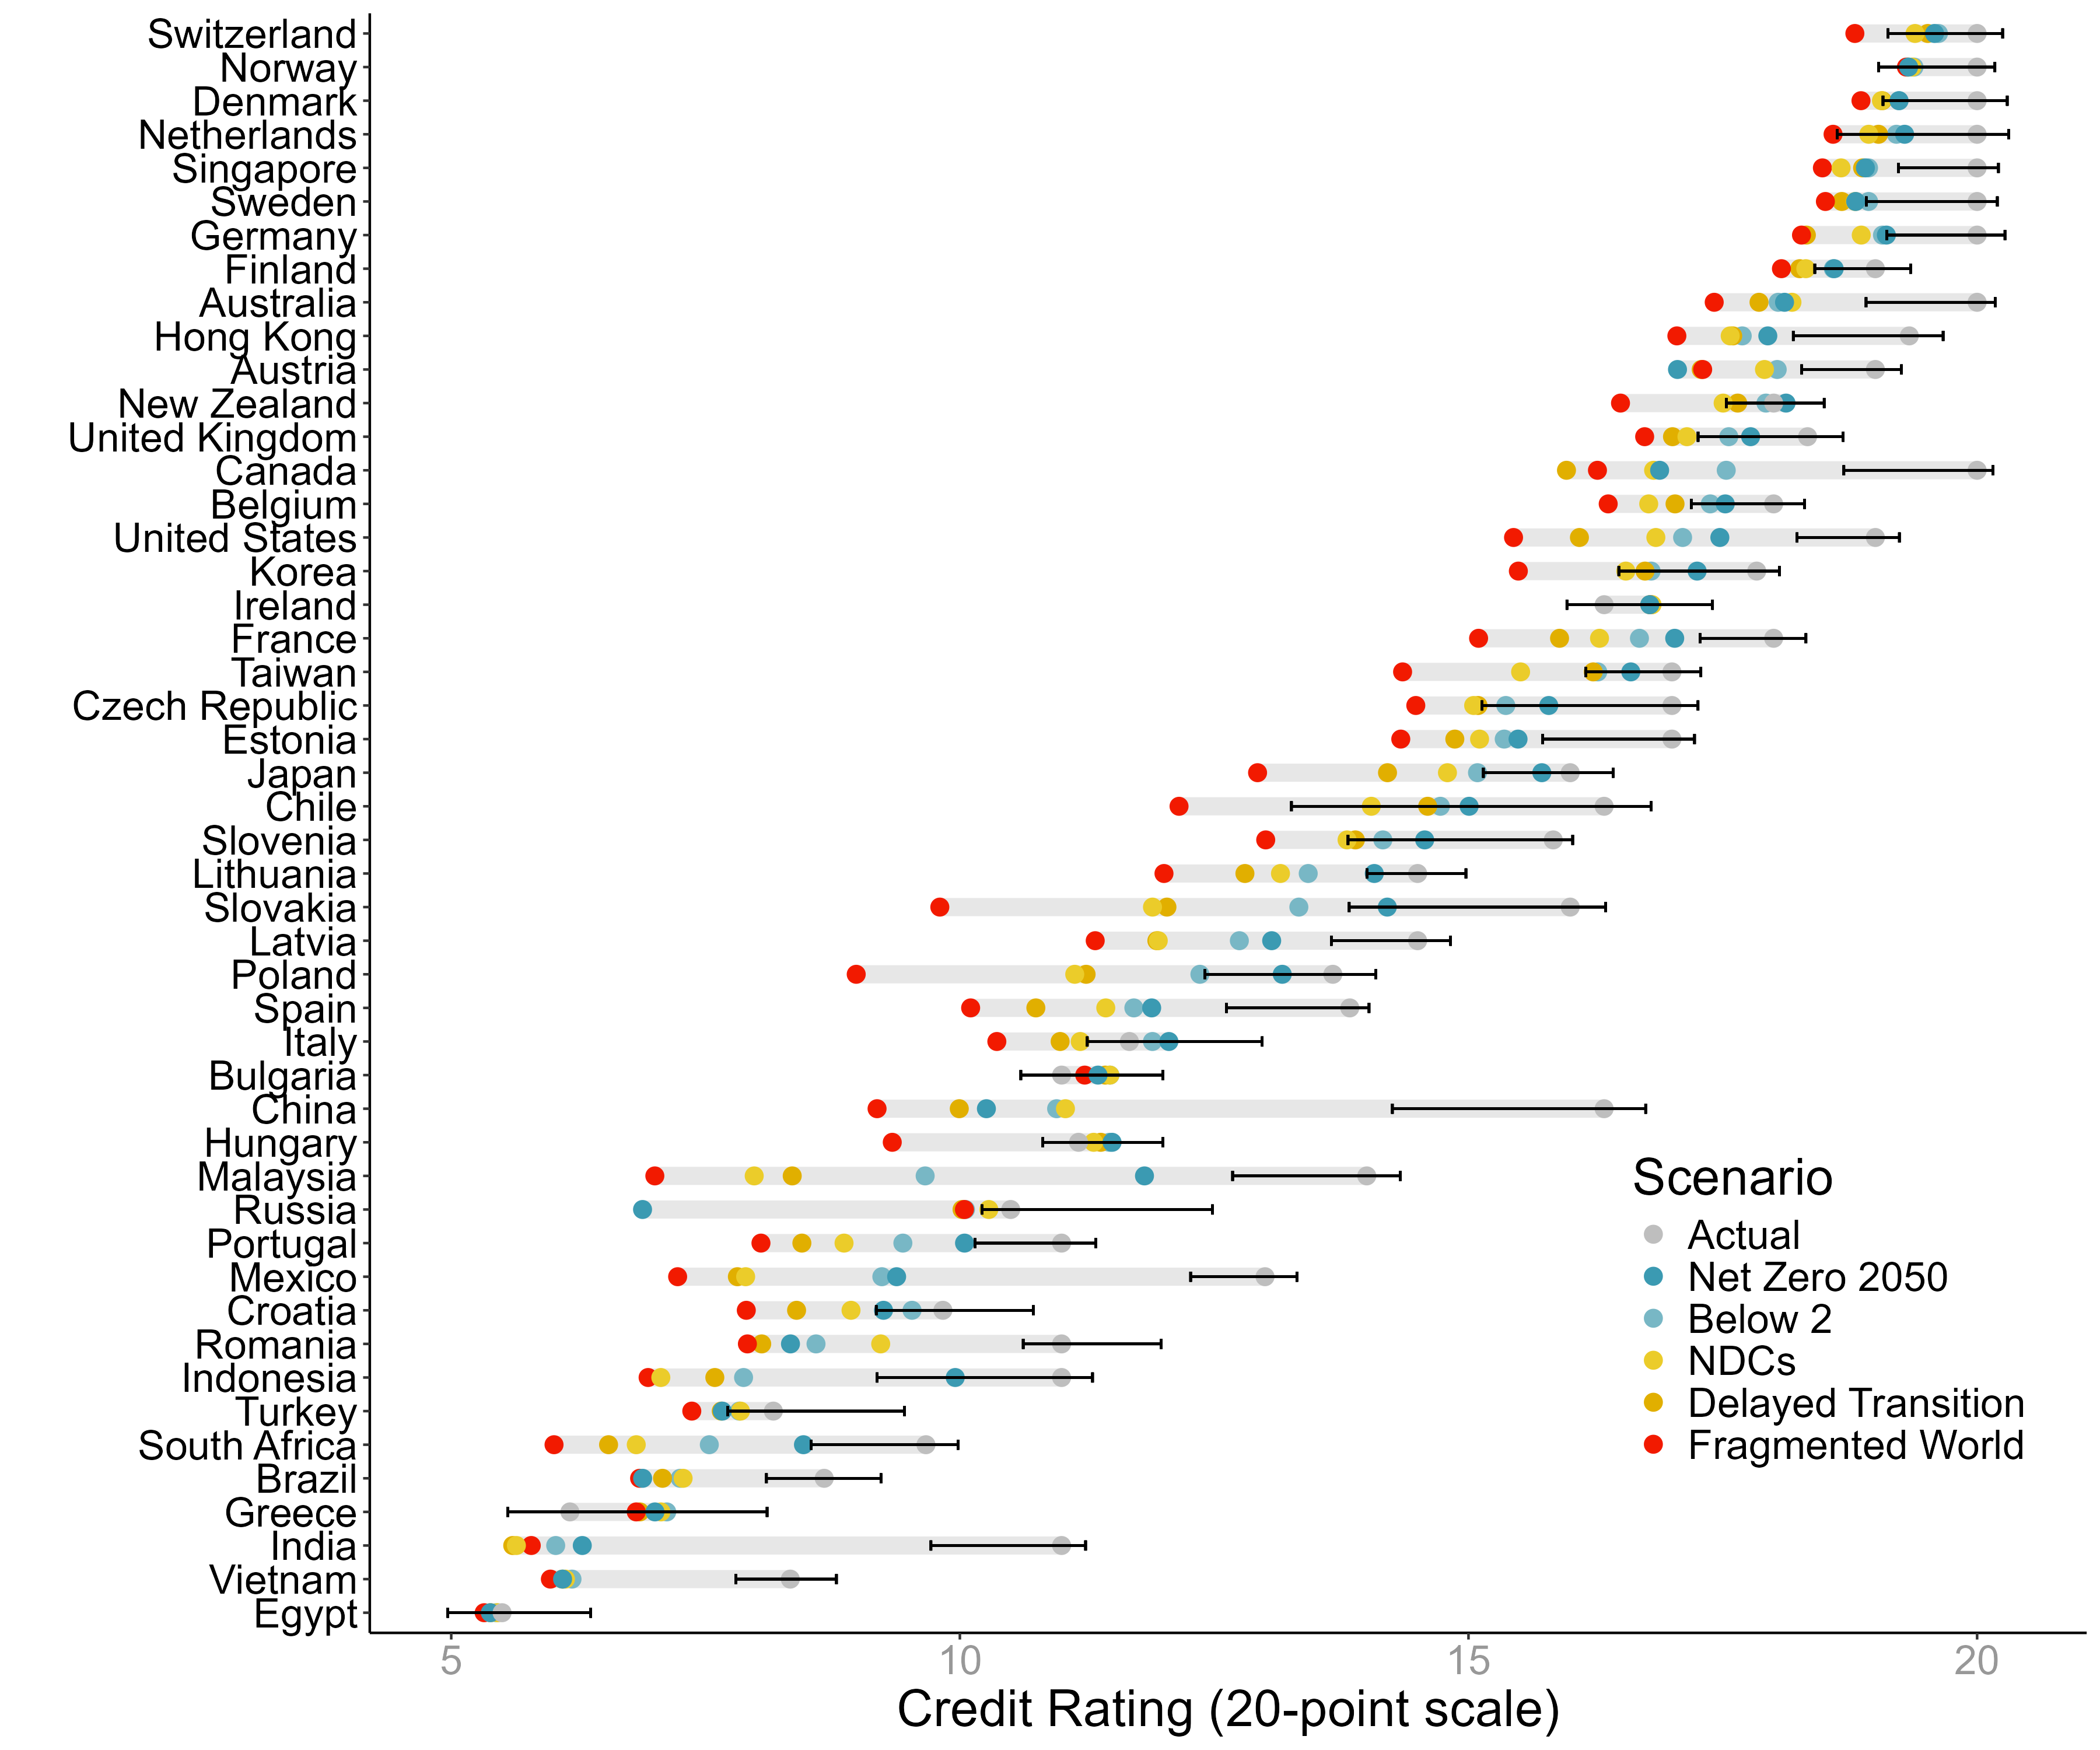 Switzerland
Norway
Denmark
Netherlands
Singapore
Sweden
Germany
Finland
Australia
Hong Kong
Austria
New Zealand
United Kingdom
Canada
Belgium
United States
Korea
Ireland
France
Taiwan
Czech Republic
Estonia
Japan
Chile
Slovenia
Lithuania
Slovakia
Latvia
Poland
Spain
Italy
Bulgaria
China
Hungary
Malaysia
Russia
Portugal
Mexico
Croatia
Romania
Indonesia
Turkey
South Africa
Brazil
Greece
India
Vietnam
Egypt
Scenario
Actual
Net Zero 2050
Below 2
NDCs
Delayed Transition
Fragmented World
5 10 15 20
Credit Rating (20-point scale)